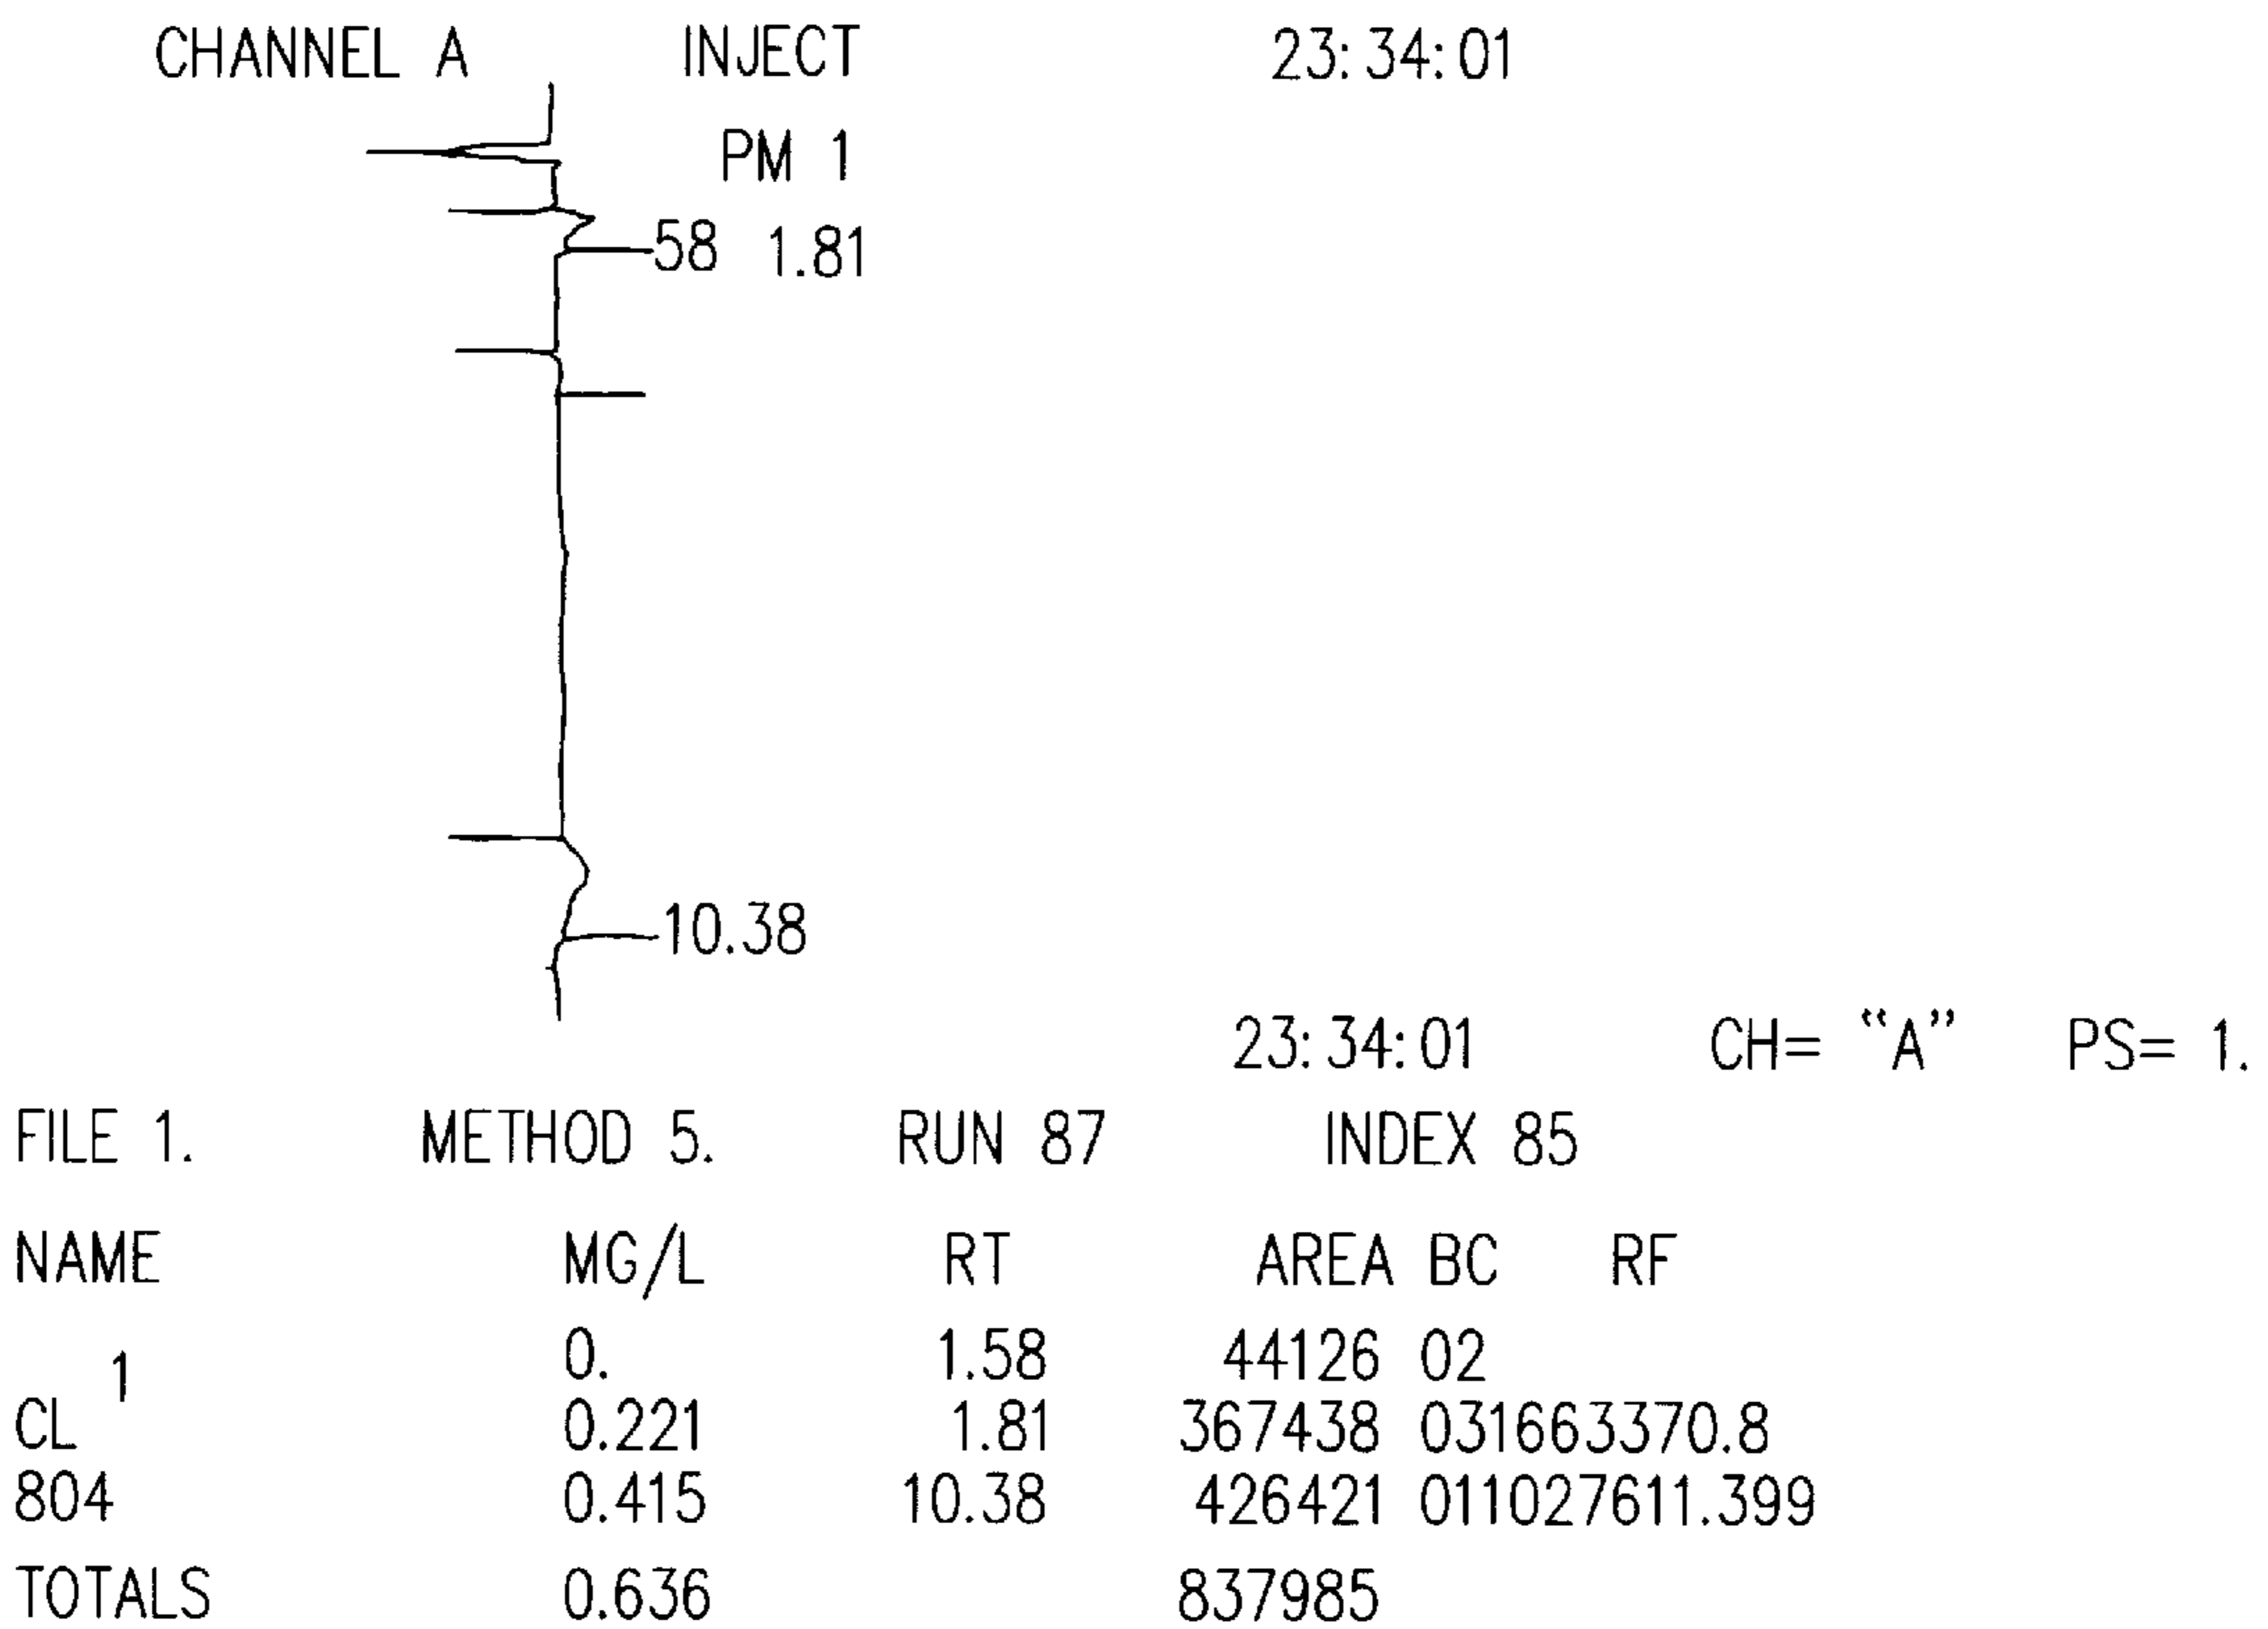 CHANNEL A INJECT 23:34:01
PM 1
58 1.81
10.38
23:34:01 CH= “A” PS= 1.
FILE 1. METHOD 5. RUN 87 INDEX 85
NAME MG/L RT AREA BC RF
1 0. 1.58 44126 02
CL 0.221 1.81 367438 031663370.8
804 0.415 10.38 426421 011027611.399
TOTALS 0.636 837985